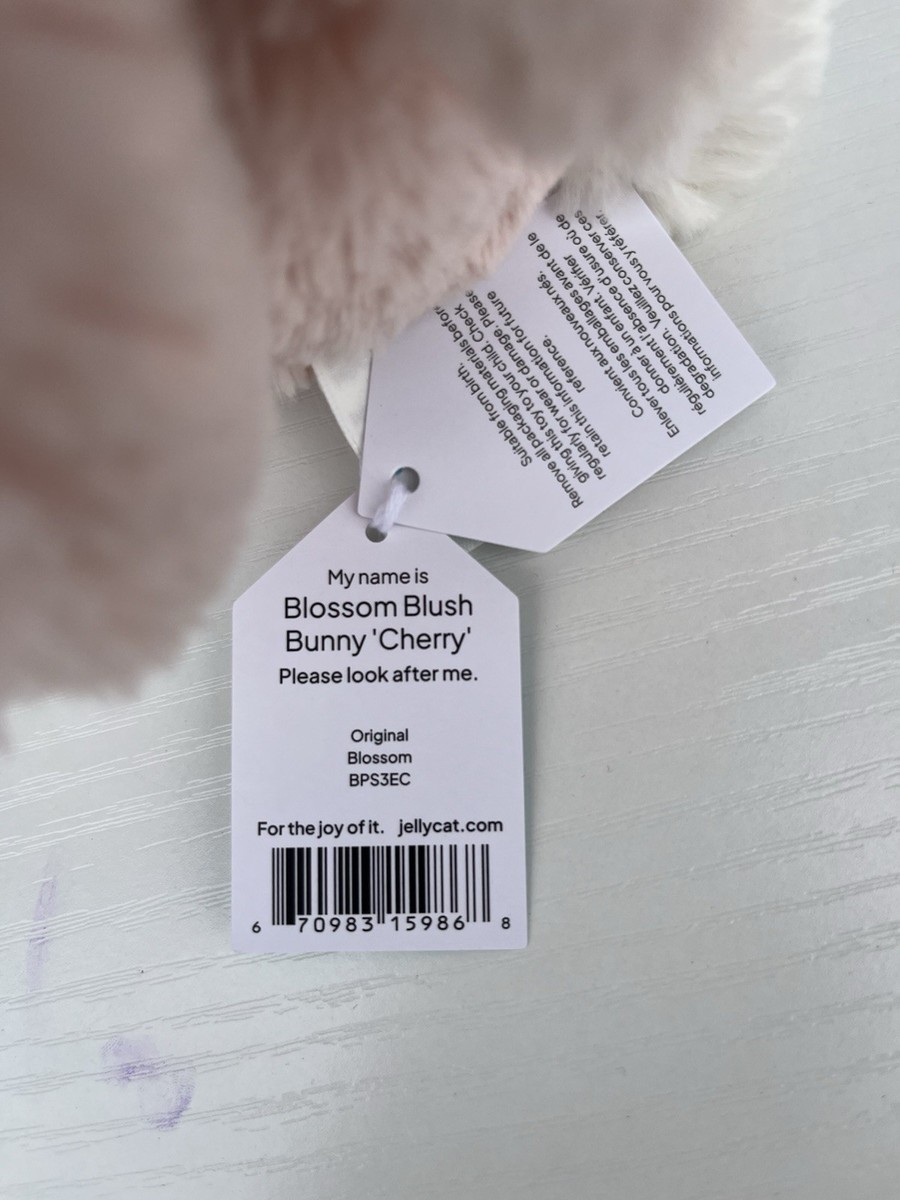 My name is
Blossom Blush
Bunny 'Cherry'
Please look after me.
Original
Blossom
BPS3EC
For the joy of it. jellycat.com
6 70983 15986 8
Suitable from birth.
Remove all packaging materials before
giving this toy to your child. Check
regularly for wear or damage. Please
retain this information for future
reference.
Convient aux nouveaux nés.
Enlever tous les emballages avant de le
donner à un enfant. Vérifier
régulièrement l'absence d'usure où de
dégradation. Veuillez conserver ces
informations pour vous y référer.